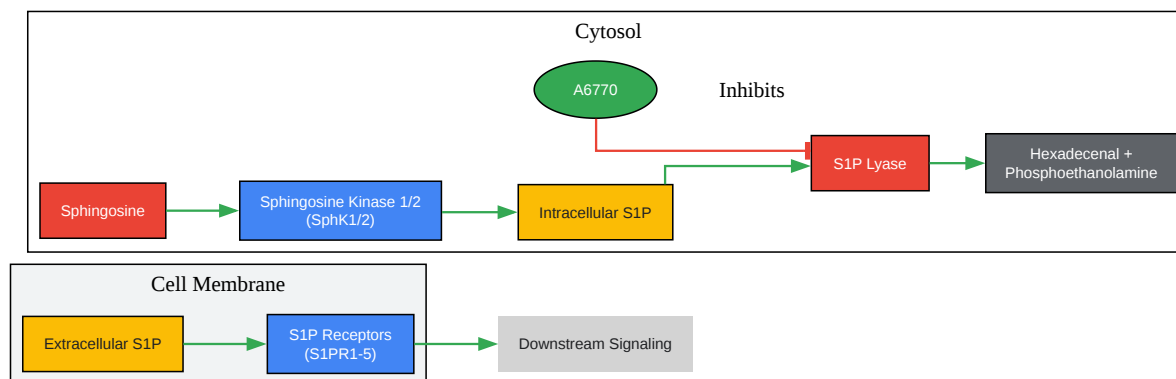 Cytosol
A6770
Inhibits
S1P Lyase
Hexadecenal +
Phosphoethanolamine
Sphingosine
Sphingosine Kinase 1/2
(SphK1/2)
Intracellular S1P
Cell Membrane
Extracellular S1P
S1P Receptors
(S1PR1-5)
Downstream Signaling